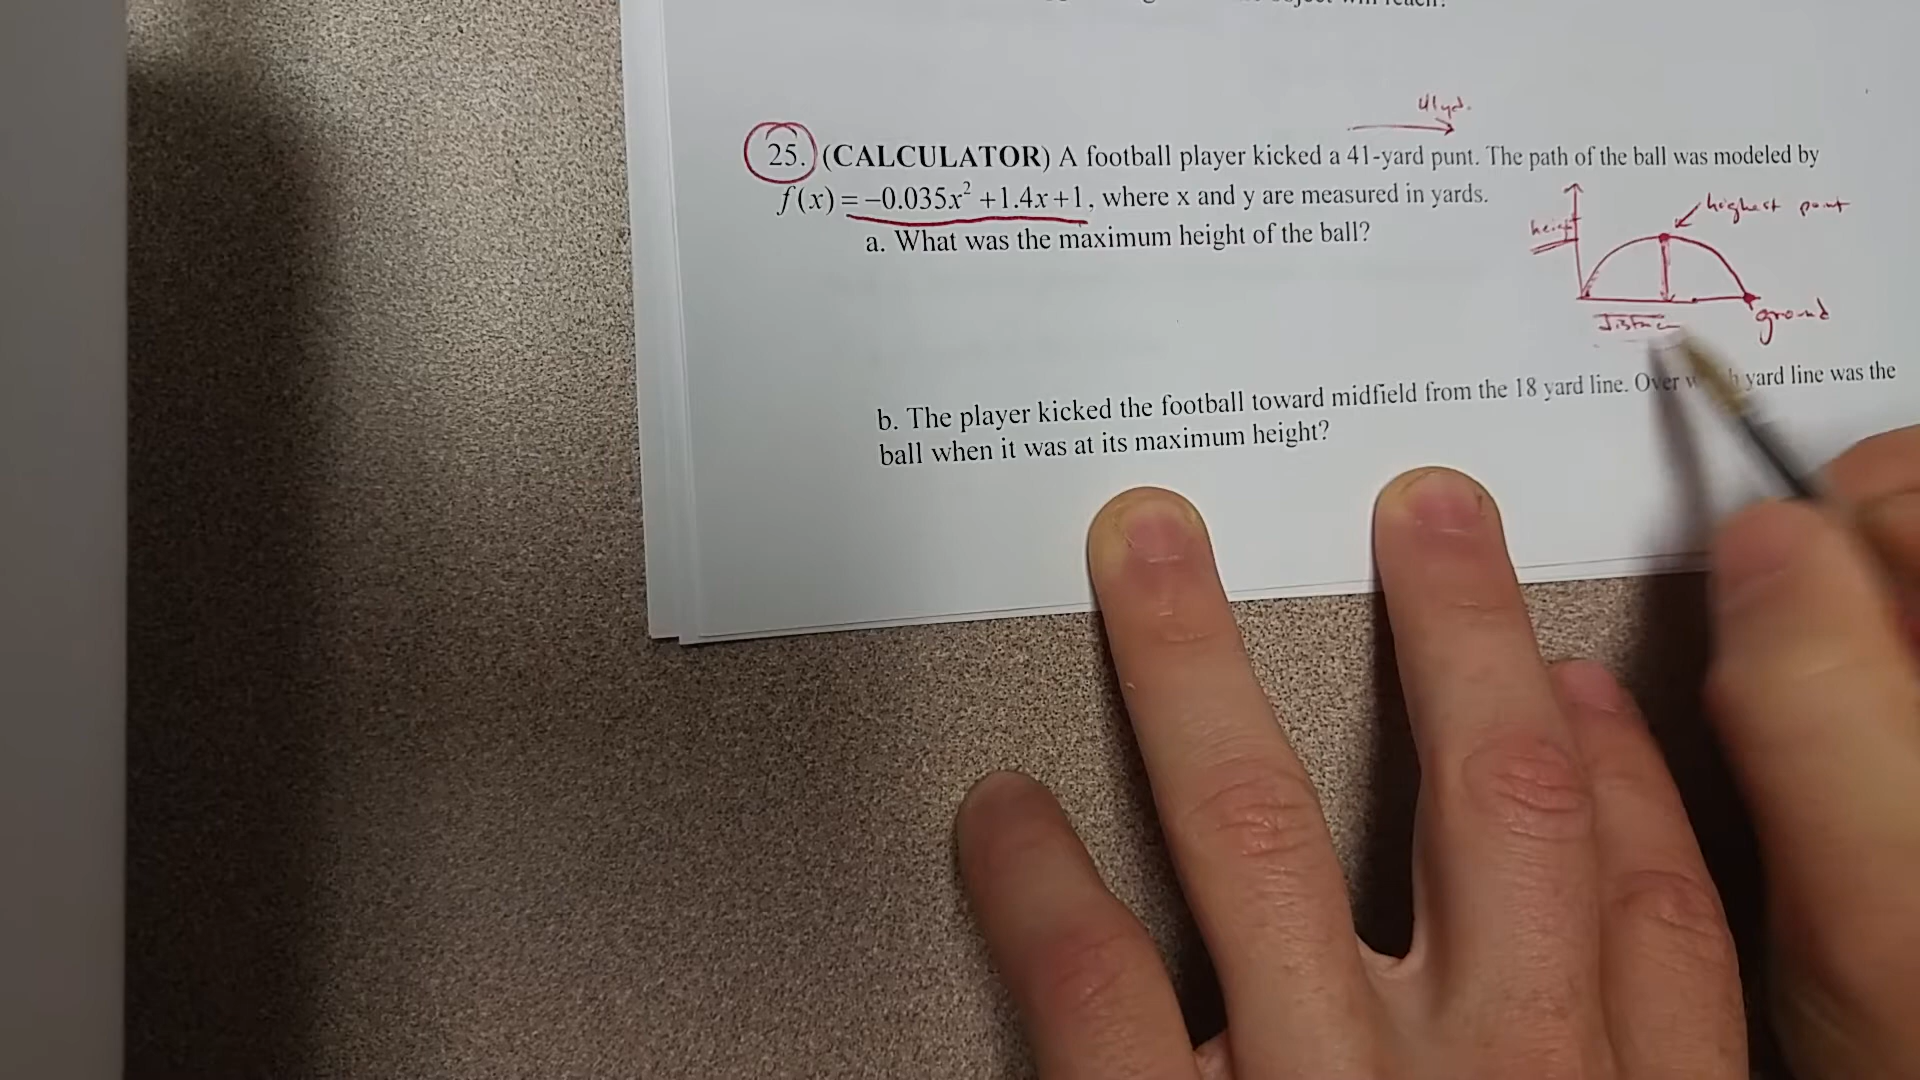 object will reach?
41yd.
25. (CALCULATOR) A football player kicked a 41-yard punt. The path of the ball was modeled by
f(x) = −0.035x² + 1.4x + 1, where x and y are measured in yards.
highest point
a. What was the maximum height of the ball?
ground
b. The player kicked the football toward midfield from the 18 yard line. Over yard line was the
ball when it was at its maximum height?